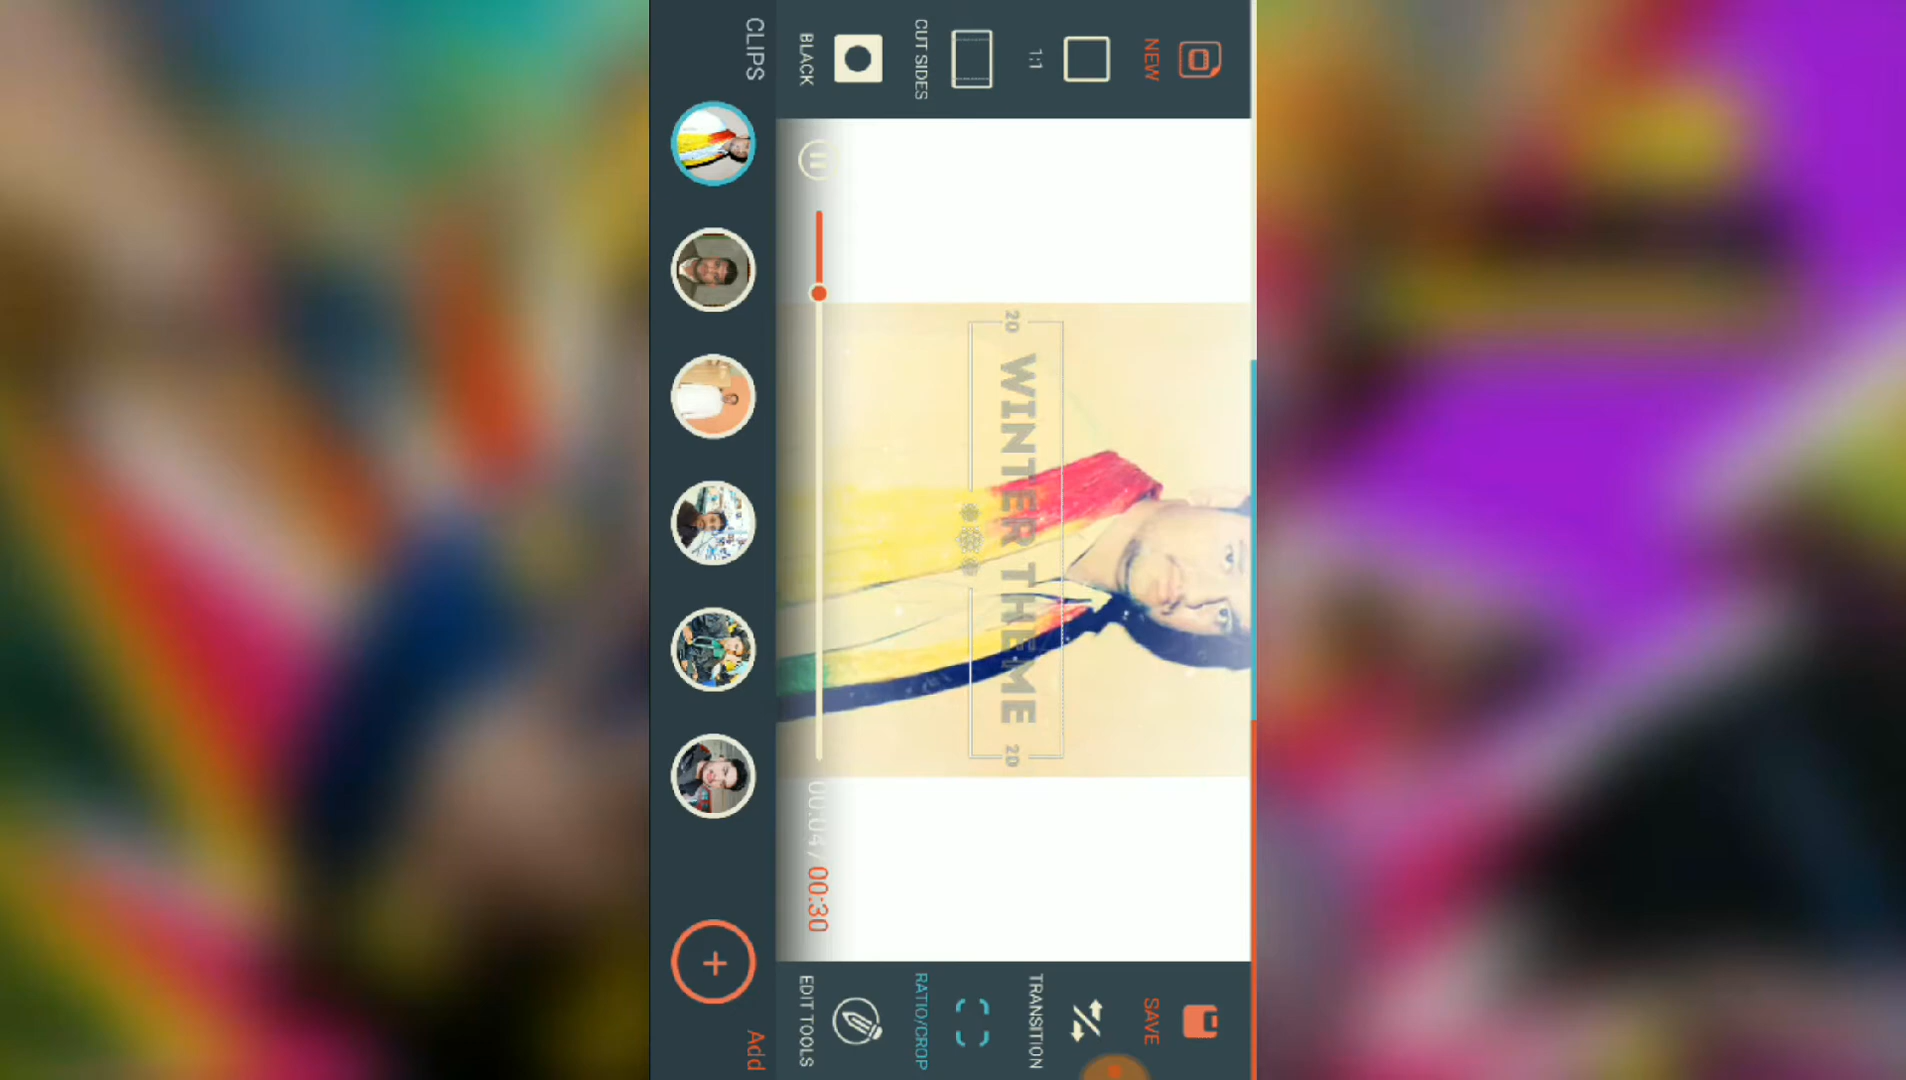 NEW
1:1
CUT SIDES
BLACK
20 WINTER THEME 20
00:04 / 00:30
SAVE
TRANSITION
RATIO/CROP
EDIT TOOLS
CLIPS
Add